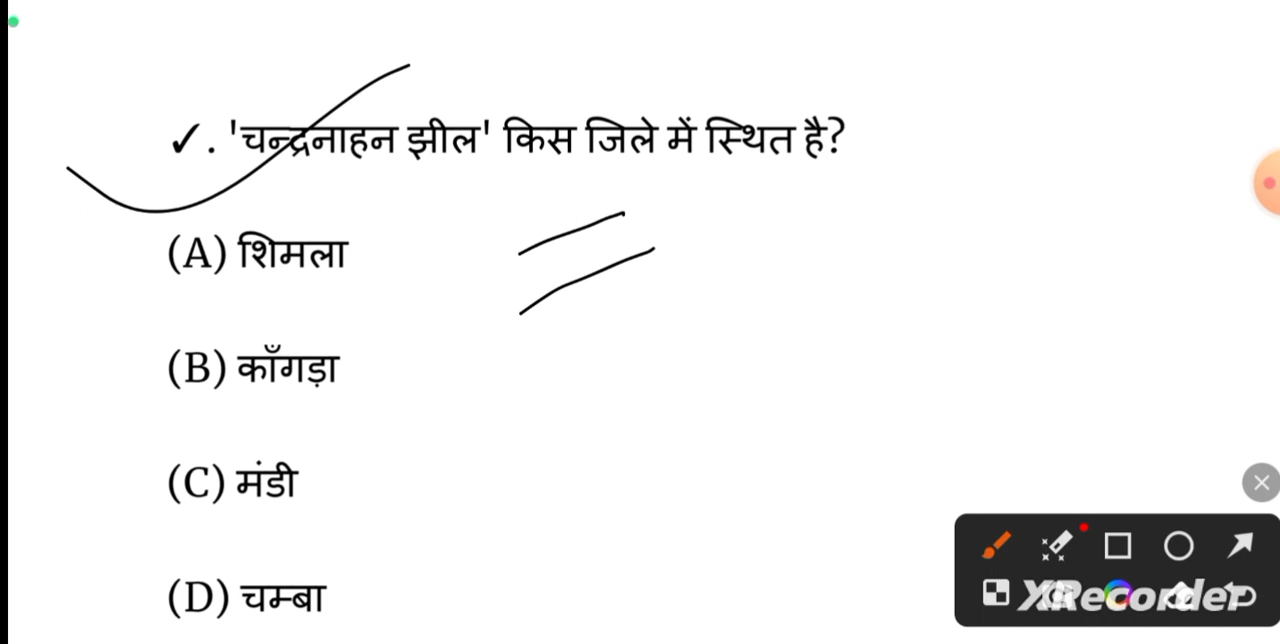 ✓. 'चन्द्रनाहन झील' किस जिले में स्थित है?
(A) शिमला
(B) काँगड़ा
(C) मंडी
(D) चम्बा
XRecorder